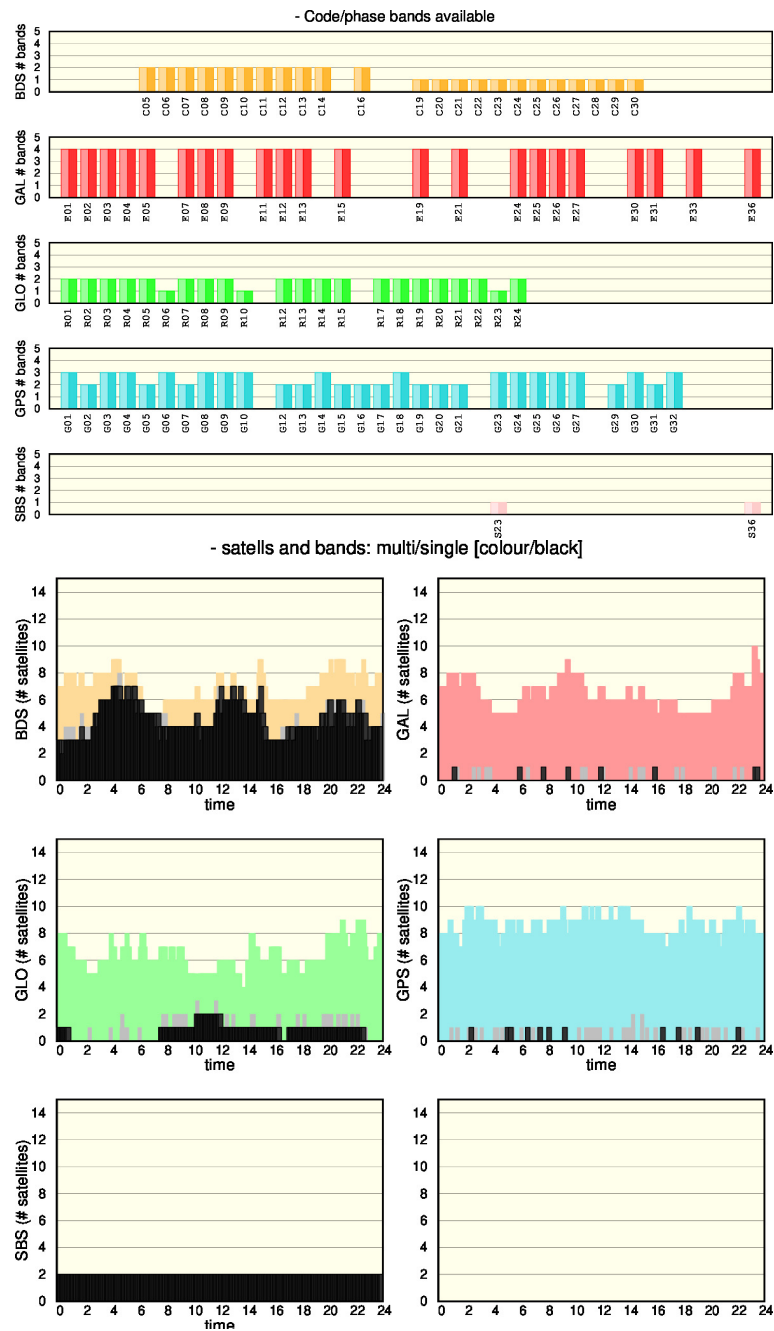 - Code/phase bands available
BDS # bands
5
4
3
2
1
0
C05 C06 C07 C08 C09 C10 C11 C12 C13 C14 C16 C19 C20 C21 C22 C23 C24 C25 C26 C27 C28 C29 C30
GAL # bands
5
4
3
2
1
0
E01 E02 E03 E04 E05 E07 E08 E09 E11 E12 E13 E15 E19 E21 E24 E25 E26 E27 E30 E31 E33 E36
GLO # bands
5
4
3
2
1
0
R01 R02 R03 R04 R05 R06 R07 R08 R09 R10 R12 R13 R14 R15 R17 R18 R19 R20 R21 R22 R23 R24
GPS # bands
5
4
3
2
1
0
G01 G02 G03 G04 G05 G06 G07 G08 G09 G10 G12 G13 G14 G15 G16 G17 G18 G19 G20 G21 G23 G24 G25 G26 G27 G29 G30 G31 G32
SBS # bands
5
4
3
2
1
0
S23 S36
- satells and bands: multi/single [colour/black]
BDS (# satellites)
14
12
10
8
6
4
2
0
0 2 4 6 8 10 12 14 16 18 20 22 24
time
GAL (# satellites)
14
12
10
8
6
4
2
0
0 2 4 6 8 10 12 14 16 18 20 22 24
time
GLO (# satellites)
14
12
10
8
6
4
2
0
0 2 4 6 8 10 12 14 16 18 20 22 24
time
GPS (# satellites)
14
12
10
8
6
4
2
0
0 2 4 6 8 10 12 14 16 18 20 22 24
time
SBS (# satellites)
14
12
10
8
6
4
2
0
0 2 4 6 8 10 12 14 16 18 20 22 24
time
14
12
10
8
6
4
2
0
0 2 4 6 8 10 12 14 16 18 20 22 24